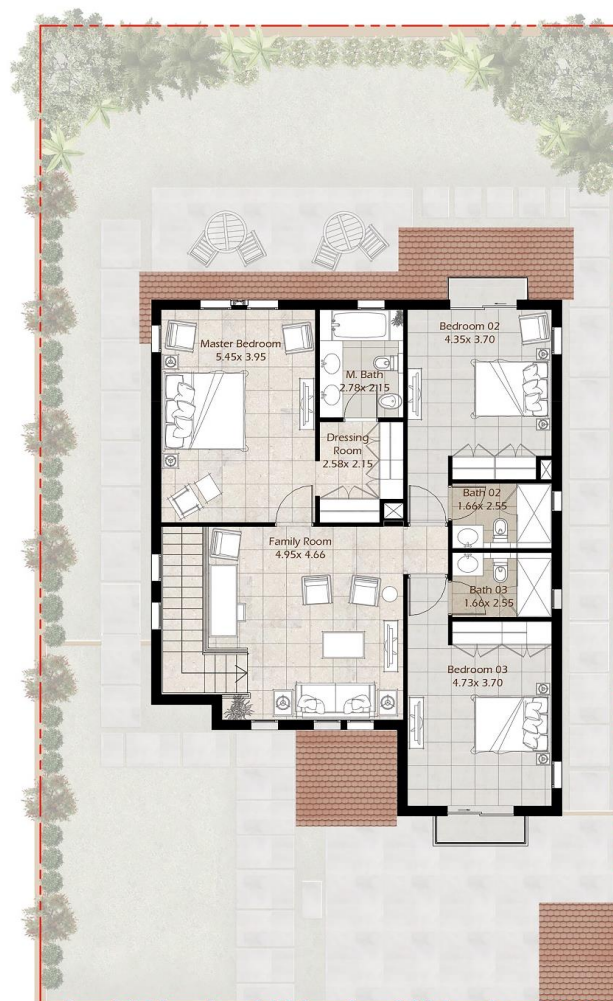 Master Bedroom
5.45x 3.95
M. Bath
2.78x 2.15
Bedroom 02
4.35x 3.70
Dressing
Room
2.58x 2.15
Bath 02
1.66x 2.55
Family Room
4.95x 4.66
Bath 03
1.66x 2.55
Bedroom 03
4.73x 3.70